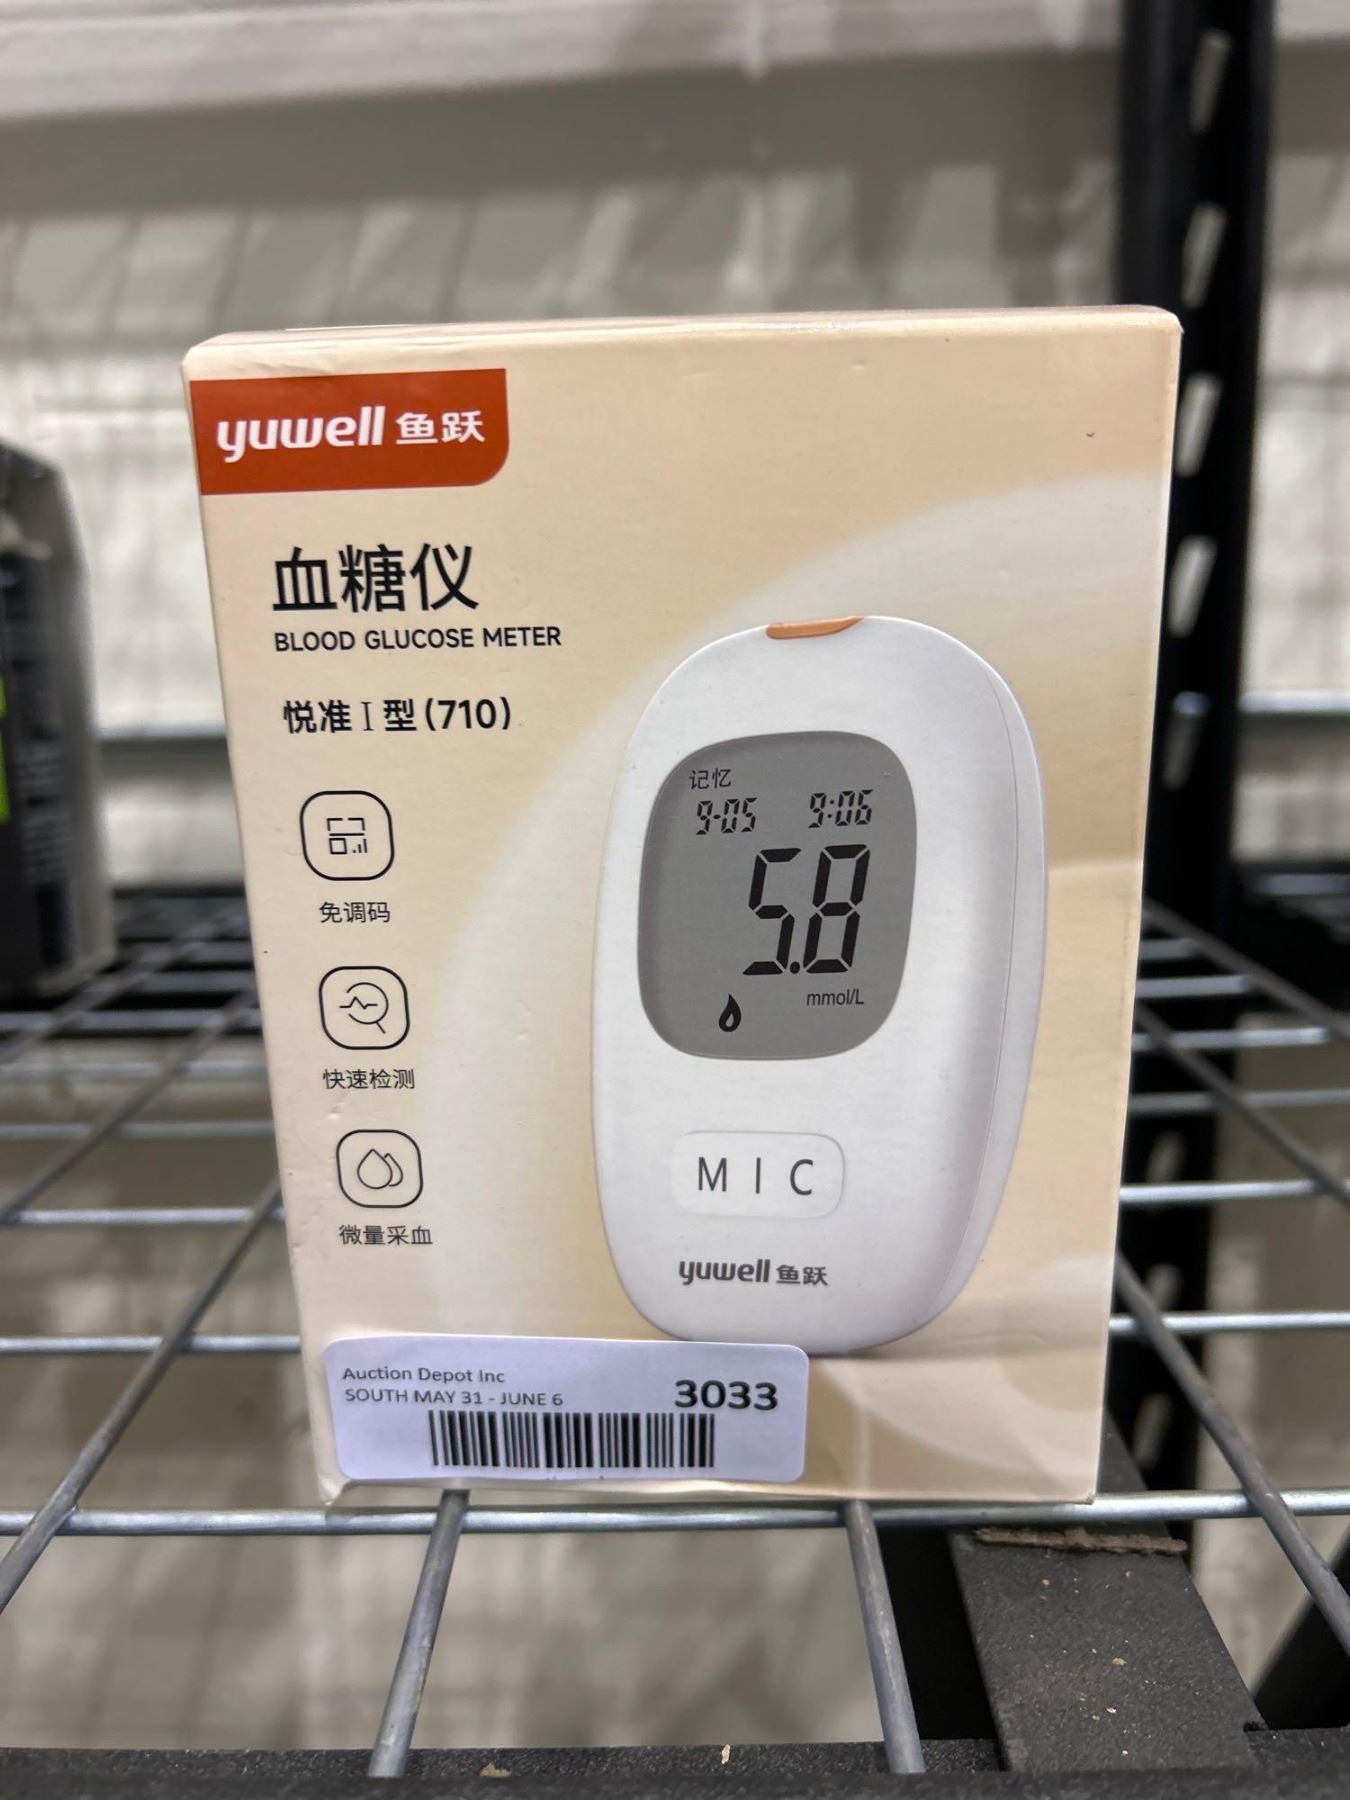 yuwell 鱼跃
血糖仪
BLOOD GLUCOSE METER
悦准 I 型 (710)
免调码
快速检测
微量采血
记忆
9-05 9:06
5.8
mmol/L
M I C
yuwell 鱼跃
Auction Depot Inc
SOUTH MAY 31 - JUNE 6
3033